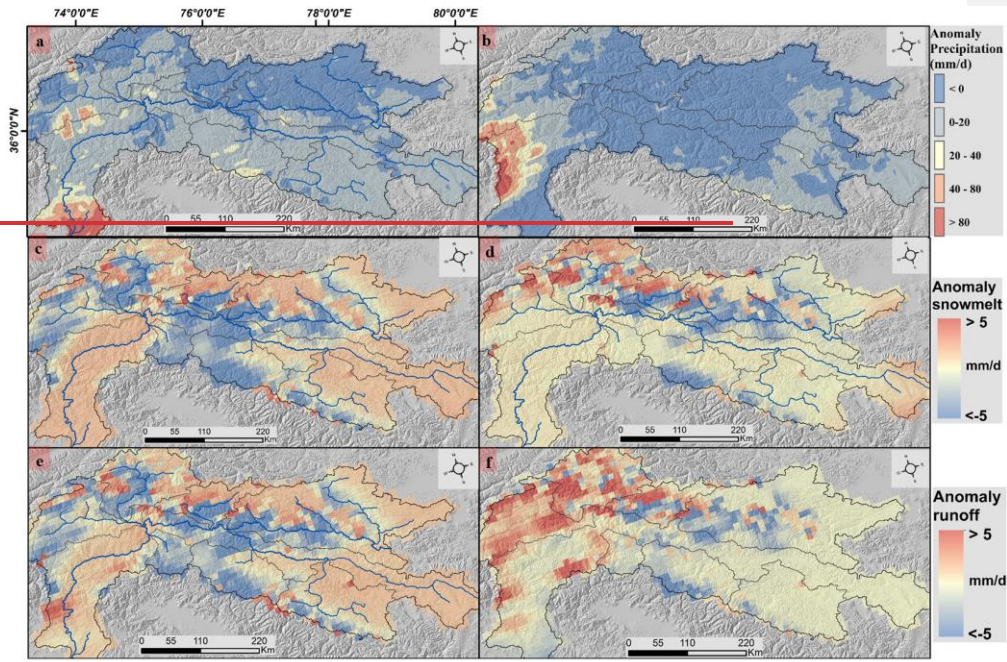 74°0'0"E 76°0'0"E 78°0'0"E 80°0'0"E
36°0'0"N
a
b
Anomaly
Precipitation
(mm/d)
< 0
0-20
20 - 40
40 - 80
> 80
0 55 110 220
Km
0 55 110 220
Km
c
d
Anomaly
snowmelt
> 5
mm/d
<-5
0 55 110 220
Km
0 55 110 220
Km
e
f
Anomaly
runoff
> 5
mm/d
<-5
0 55 110 220
Km
0 55 110 220
Km